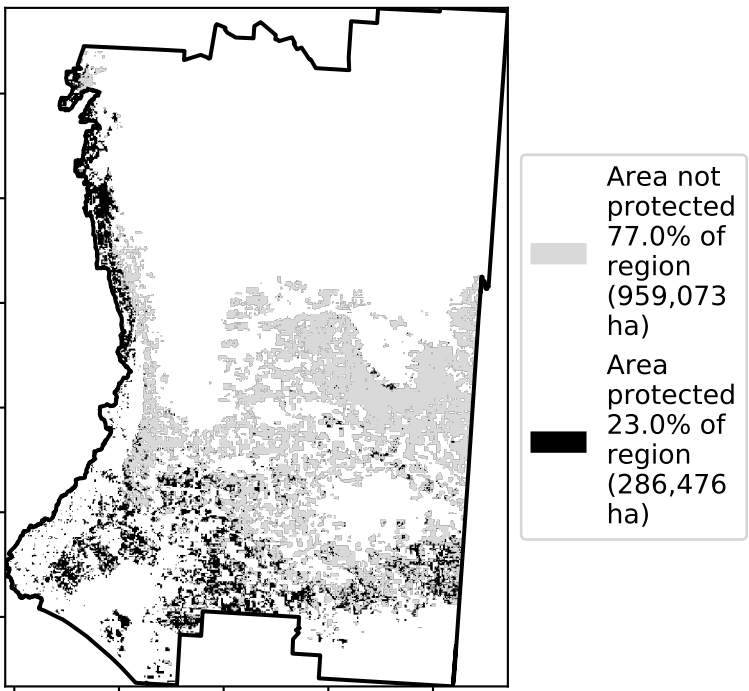 Area not
protected
77.0% of
region
(959,073
ha)
Area
protected
23.0% of
region
(286,476
ha)